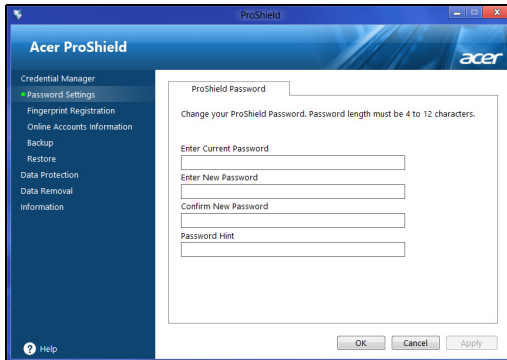 ProShield
Acer ProShield
acer
Credential Manager
Password Settings
Fingerprint Registration
Online Accounts Information
Backup
Restore
Data Protection
Data Removal
Information
ProShield Password
Change your ProShield Password. Password length must be 4 to 12 characters.
Enter Current Password
Enter New Password
Confirm New Password
Password Hint
? Help
OK
Cancel
Apply